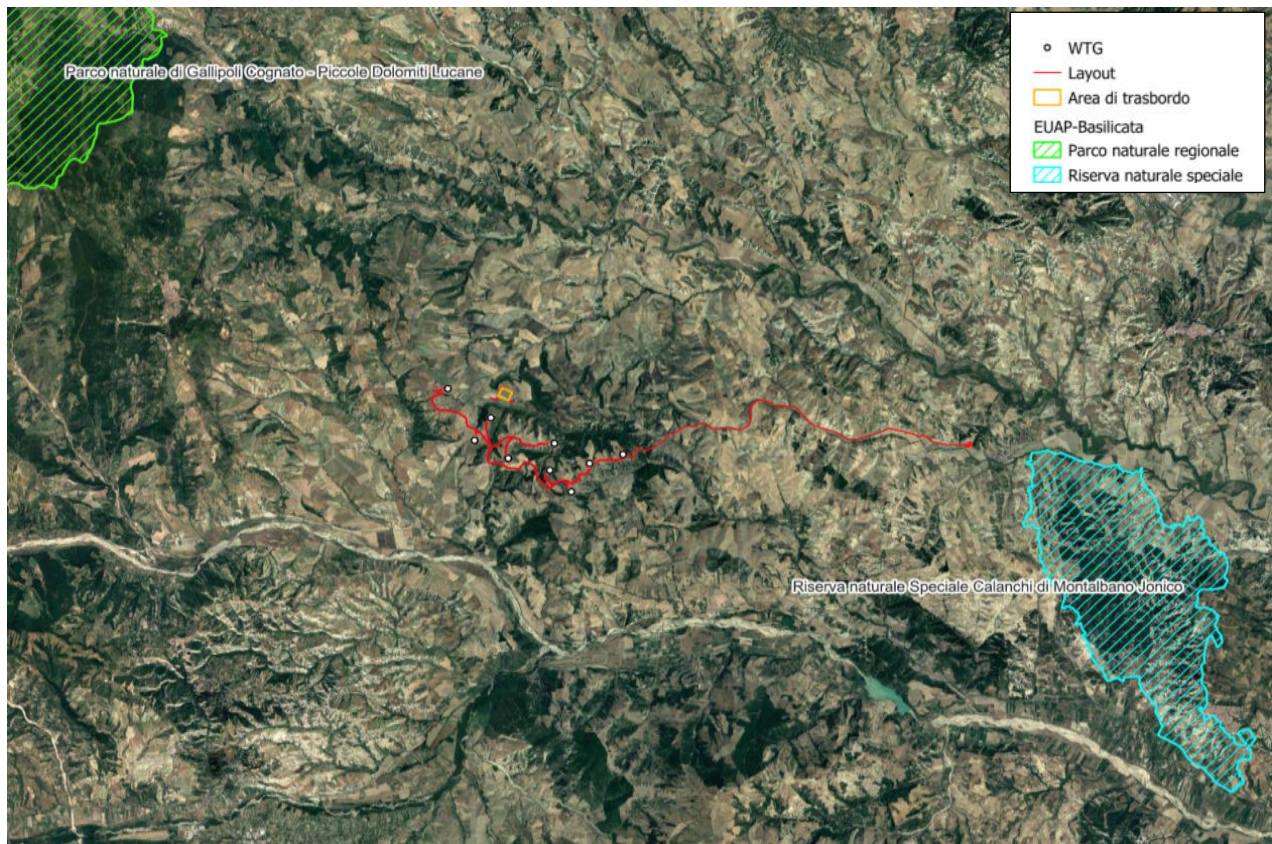 Parco naturale di Gallipoli Cognato - Piccole Dolomiti Lucane
WTG
Layout
Area di trasbordo
EUAP-Basilicata
Parco naturale regionale
Riserva naturale speciale
Riserva naturale Speciale Calanchi di Montalbano Jonico